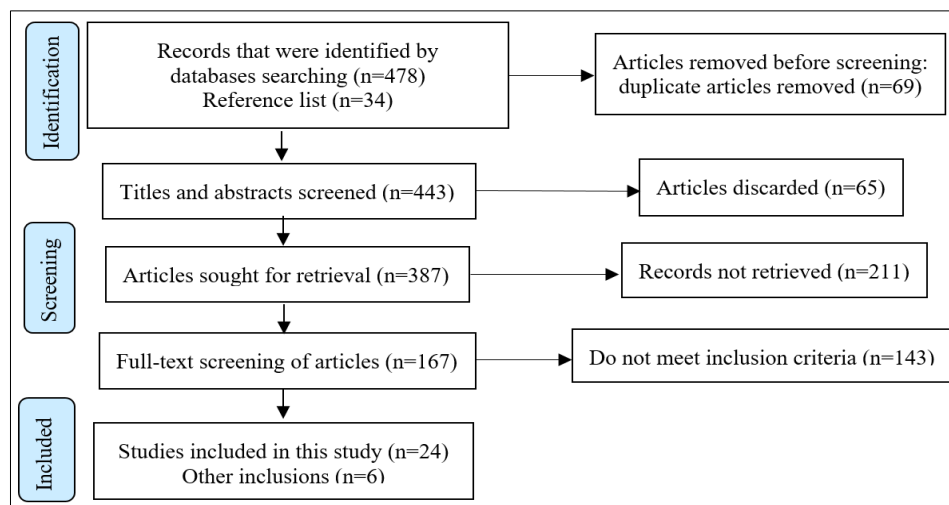 Identification
Records that were identified by
databases searching (n=478)
Reference list (n=34)
Articles removed before screening:
duplicate articles removed (n=69)
Titles and abstracts screened (n=443)
Articles discarded (n=65)
Screening
Articles sought for retrieval (n=387)
Records not retrieved (n=211)
Full-text screening of articles (n=167)
Do not meet inclusion criteria (n=143)
Included
Studies included in this study (n=24)
Other inclusions (n=6)